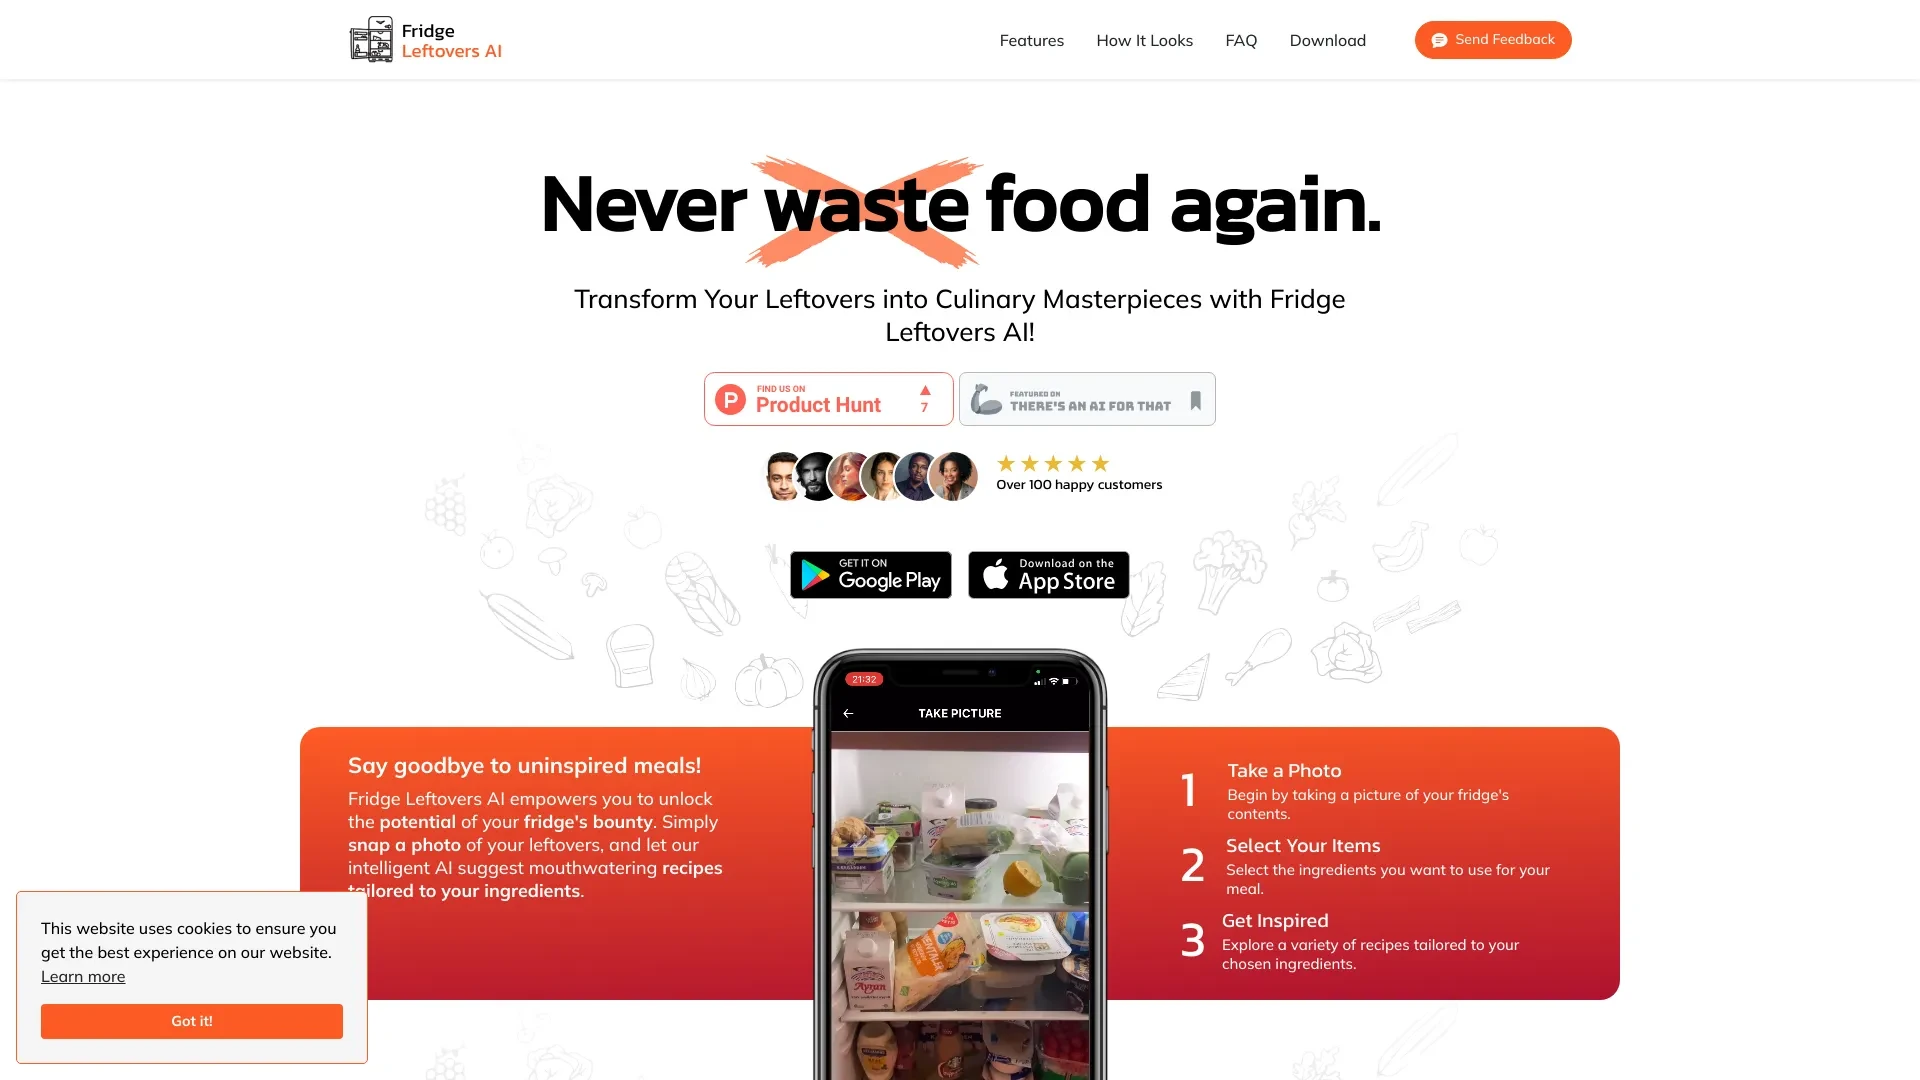 Fridge
Leftovers AI
Features
How It Looks
FAQ
Download
Send Feedback
Never waste food again.
Transform Your Leftovers into Culinary Masterpieces with Fridge
Leftovers AI!
FIND US ON
Product Hunt
7
FEATURED ON
THERE'S AN AI FOR THAT
Over 100 happy customers
GET IT ON
Google Play
Download on the
App Store
21:32
TAKE PICTURE
Say goodbye to uninspired meals!
Fridge Leftovers AI empowers you to unlock
the potential of your fridge's bounty. Simply
snap a photo of your leftovers, and let our
intelligent AI suggest mouthwatering recipes
tailored to your ingredients.
1
Take a Photo
Begin by taking a picture of your fridge's
contents.
2
Select Your Items
Select the ingredients you want to use for your
meal.
3
Get Inspired
Explore a variety of recipes tailored to your
chosen ingredients.
Ayran
This website uses cookies to ensure you
get the best experience on our website.
Learn more
Got it!